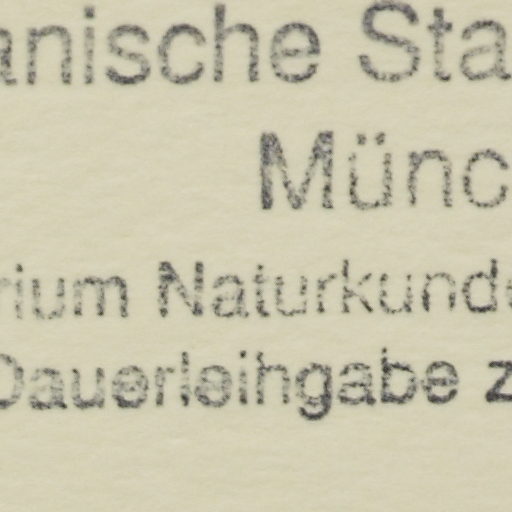 anische Sta
Münc
rium Naturkunde
Dauerleihgabe z